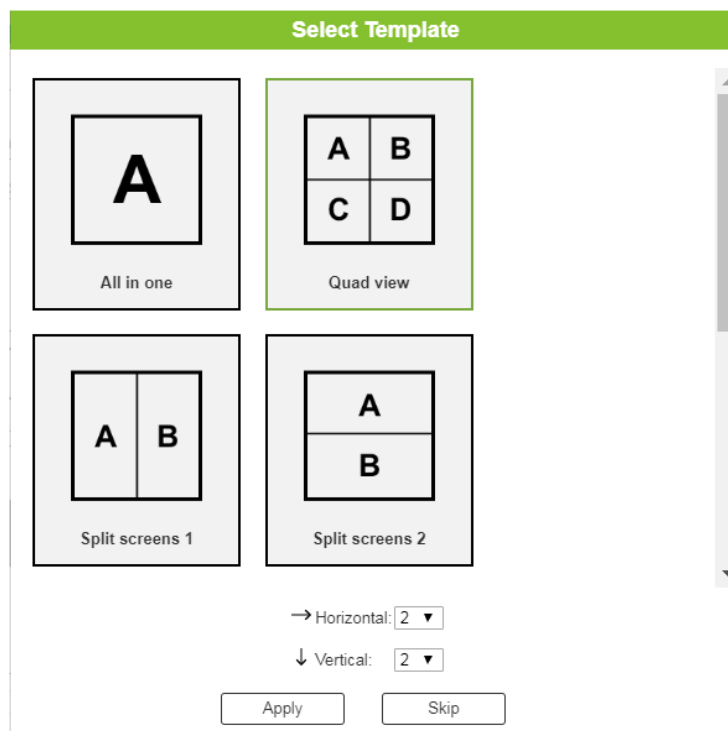 Select Template
A
All in one
A B
C D
Quad view
A B
Split screens 1
A
B
Split screens 2
→ Horizontal: 2 ▼
↓ Vertical: 2 ▼
Apply
Skip